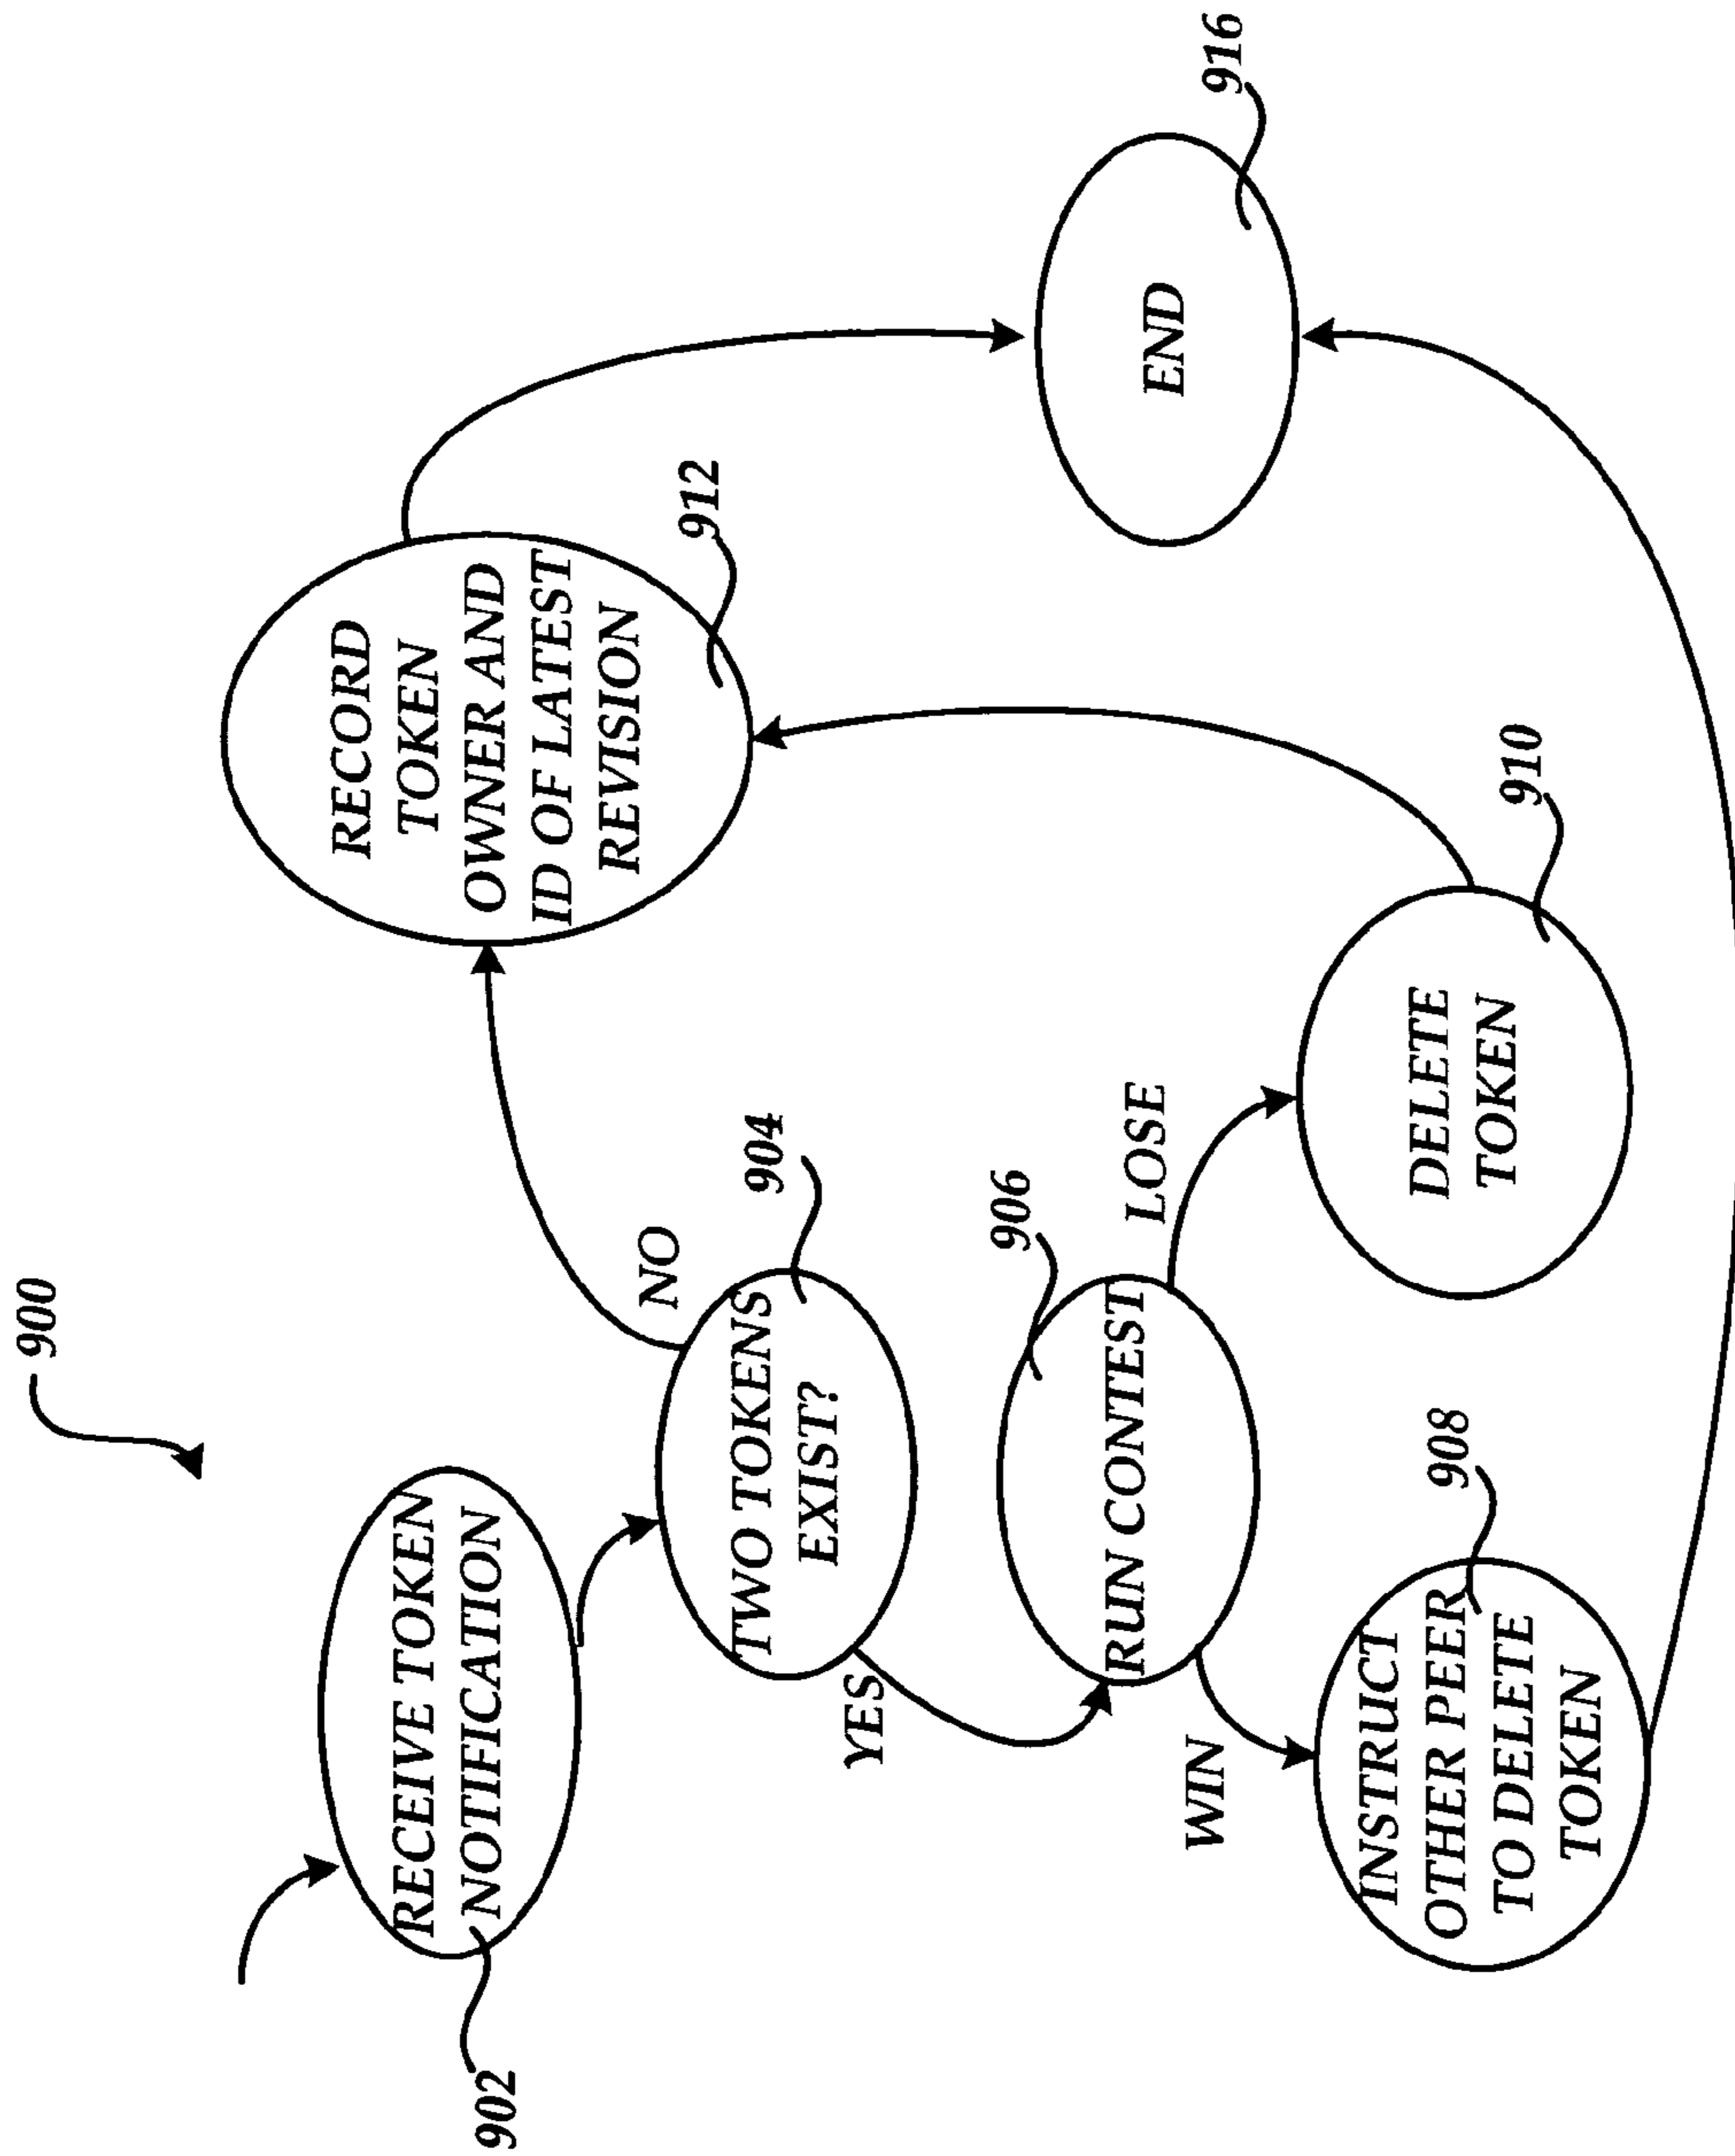 900
902
RECEIVE TOKEN
NOTIFICATION
904
TWO TOKENS
EXIST?
NO
YES
906
RUN CONTEST
WIN
LOSE
908
INSTRUCT
OTHER PEER
TO DELETE
TOKEN
910
DELETE
TOKEN
912
RECORD
TOKEN
OWNER AND
ID OF LATEST
REVISION
916
END